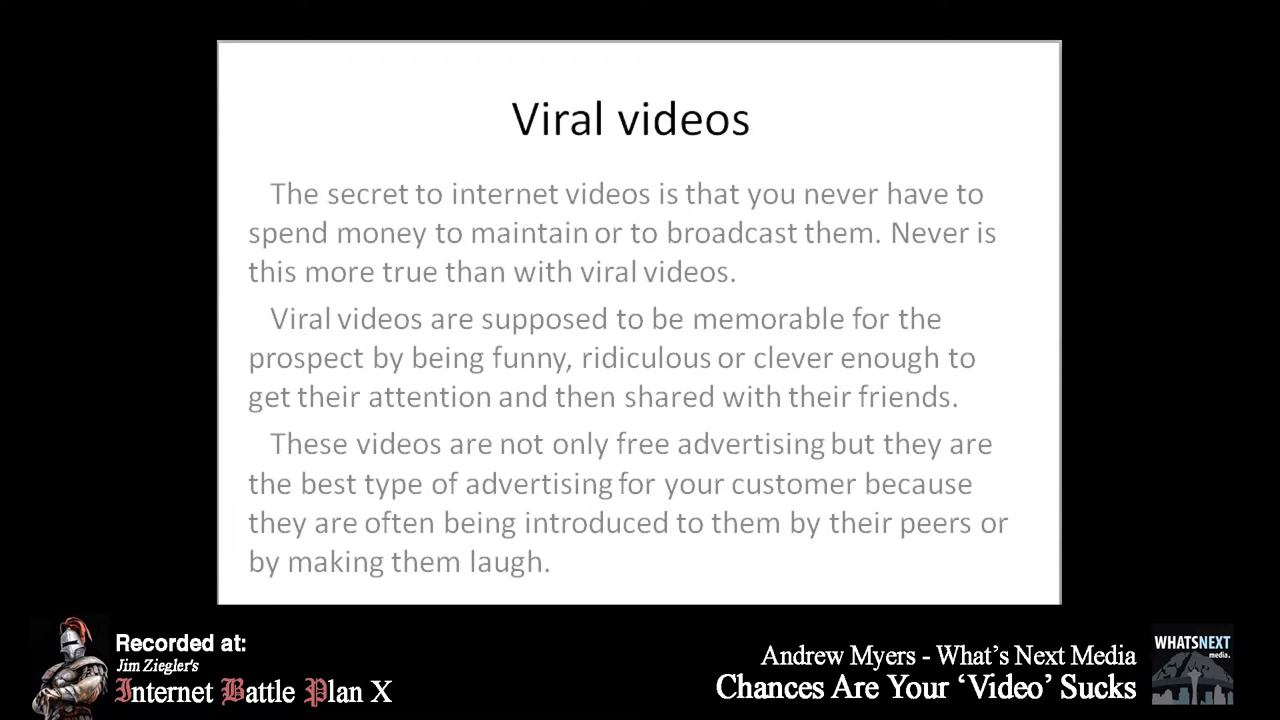 Viral videos
The secret to internet videos is that you never have to
spend money to maintain or to broadcast them. Never is
this more true than with viral videos.
Viral videos are supposed to be memorable for the
prospect by being funny, ridiculous or clever enough to
get their attention and then shared with their friends.
These videos are not only free advertising but they are
the best type of advertising for your customer because
they are often being introduced to them by their peers or
by making them laugh.
Recorded at:
Jim Ziegler's
Internet Battle Plan X
Andrew Myers - What's Next Media
Chances Are Your ‘Video’ Sucks
WHATSNEXT
media.